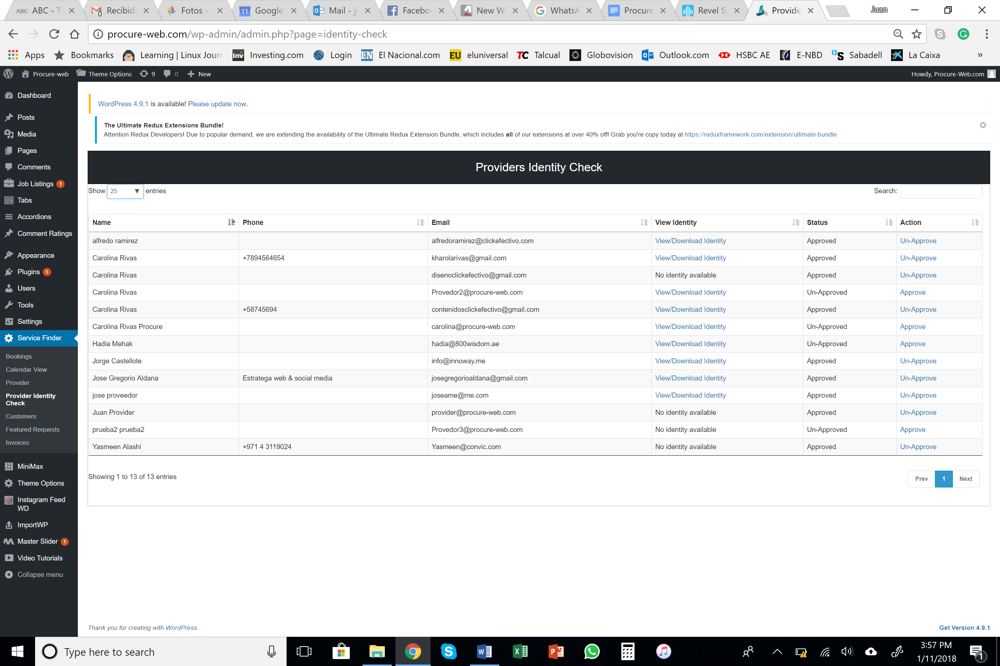 ABC ABC - T
Recibido
Fotos -
11 Google
Mail - ju
Facebo
New W
WhatsA
Procure
Revel Sy
Provide
Juan
procure-web.com/wp-admin/admin.php?page=identity-check
Apps Bookmarks Learning | Linux Jour Inv Investing.com Login EN El Nacional.com EU eluniversal TC Talcual Globovision Outlook.com HSBC AE E-NBD Sabadell La Caixa »
Procure-web Theme Options 9 0 New Howdy, Procure-Web.com
Dashboard
Posts
Media
Pages
Comments
Job Listings 1
Tabs
Accordions
Comment Ratings
Appearance
Plugins 5
Users
Tools
Settings
Service Finder
Bookings
Calendar View
Provider
Provider Identity
Check
Customers
Featured Requests
Invoices
MiniMax
Theme Options
Instagram Feed
WD
ImportWP
Master Slider 1
Video Tutorials
Collapse menu
WordPress 4.9.1 is available! Please update now.
The Ultimate Redux Extensions Bundle!
Attention Redux Developers! Due to popular demand, we are extending the availability of the Ultimate Redux Extension Bundle, which includes all of our extensions at over 40% off! Grab you're copy today at https://reduxframework.com/extension/ultimate-bundle
Providers Identity Check
Show 25 entries Search:
Name Phone Email View Identity Status Action
alfredo ramirez alfredoramirez@clickefectivo.com View/Download Identity Approved Un-Approve
Carolina Rivas +7894564654 kharolarivas@gmail.com View/Download Identity Approved Un-Approve
Carolina Rivas disenoclickefectivo@gmail.com No identity available Approved Un-Approve
Carolina Rivas Provedor2@procure-web.com View/Download Identity Un-Approved Approve
Carolina Rivas +58745694 contenidosclickefectivo@gmail.com View/Download Identity Approved Un-Approve
Carolina Rivas Procure carolina@procure-web.com View/Download Identity Un-Approved Approve
Hadia Mehak hadia@800wisdom.ae View/Download Identity Un-Approved Approve
Jorge Castellote info@innoway.me View/Download Identity Approved Un-Approve
Jose Gregorio Aldana Estratega web & social media josegregorioaldana@gmail.com View/Download Identity Approved Un-Approve
jose proveedor joseame@me.com View/Download Identity Approved Un-Approve
Juan Provider provider@procure-web.com No identity available Approved Un-Approve
prueba2 prueba2 Provedor3@procure-web.com No identity available Un-Approved Approve
Yasmeen Alashi +971 4 3119024 Yasmeen@convic.com No identity available Approved Un-Approve
Showing 1 to 13 of 13 entries Prev 1 Next
Thank you for creating with WordPress. Get Version 4.9.1
Type here to search
3:57 PM
1/11/2018
1